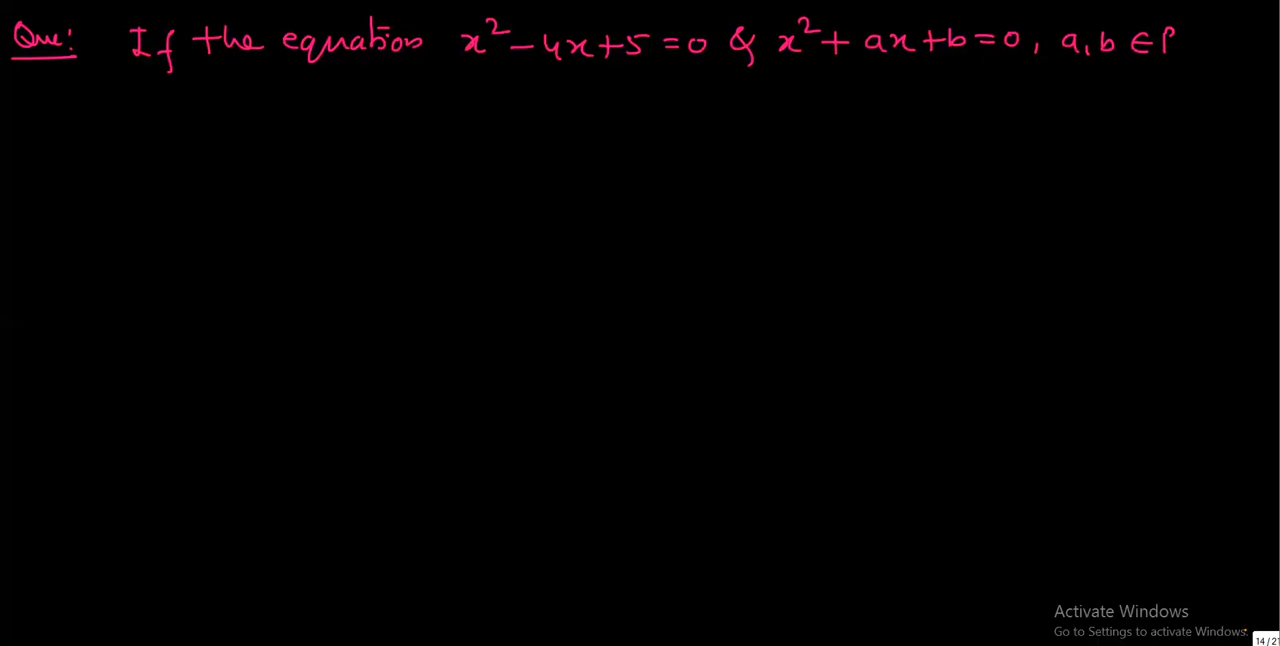 Que: If the equation x² - 4x + 5 = 0 & x² + ax + b = 0, a, b ∈
Activate Windows
Go to Settings to activate Windows.
14 / 21